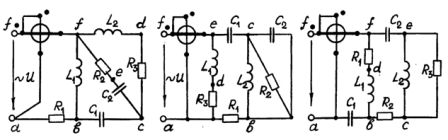 f L₂ d
~U L₁ R₂ e R₃
C₂
a R₁ b C₁ c
e C₁ c C₂
~U L₁ d L₂ R₂
R₃
a R₁ b
f C₂ e
~U R₁ d L₂ R₃
L₁
a C₁ b R₂ c